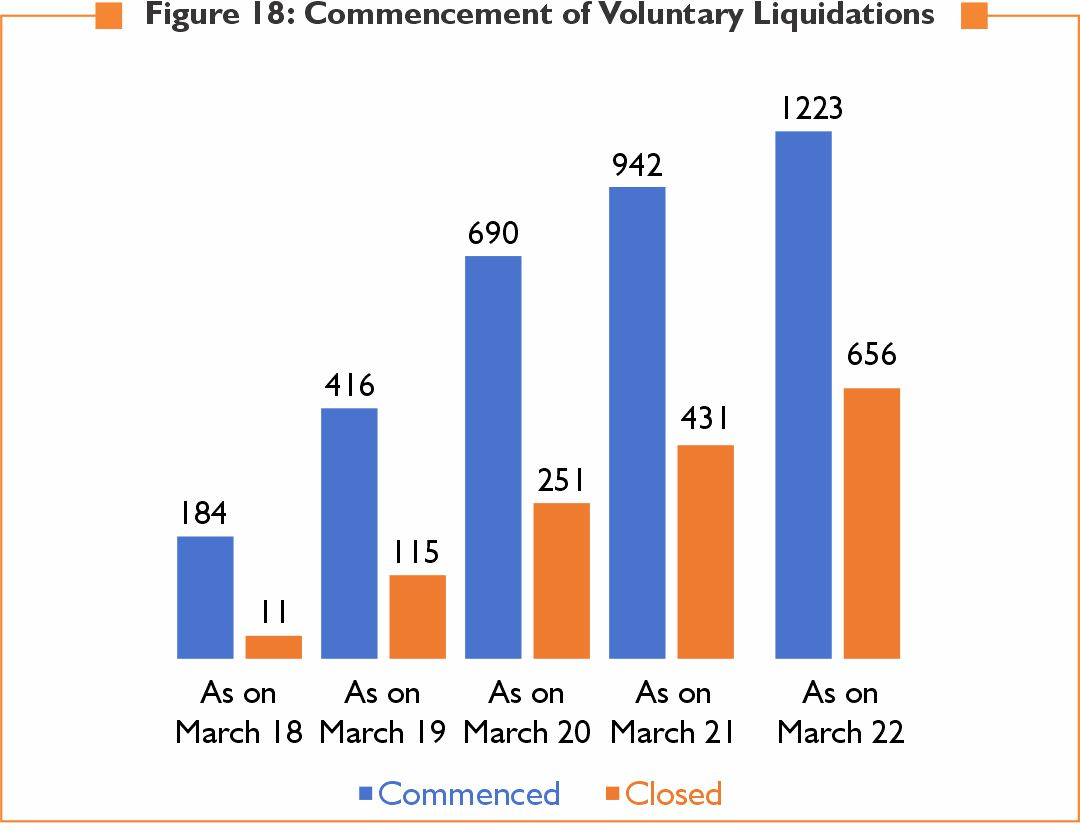 Figure 18: Commencement of Voluntary Liquidations
1223
942
690
656
416
431
251
184
115
11
As on As on As on As on As on
March 18 March 19 March 20 March 21 March 22
Commenced Closed